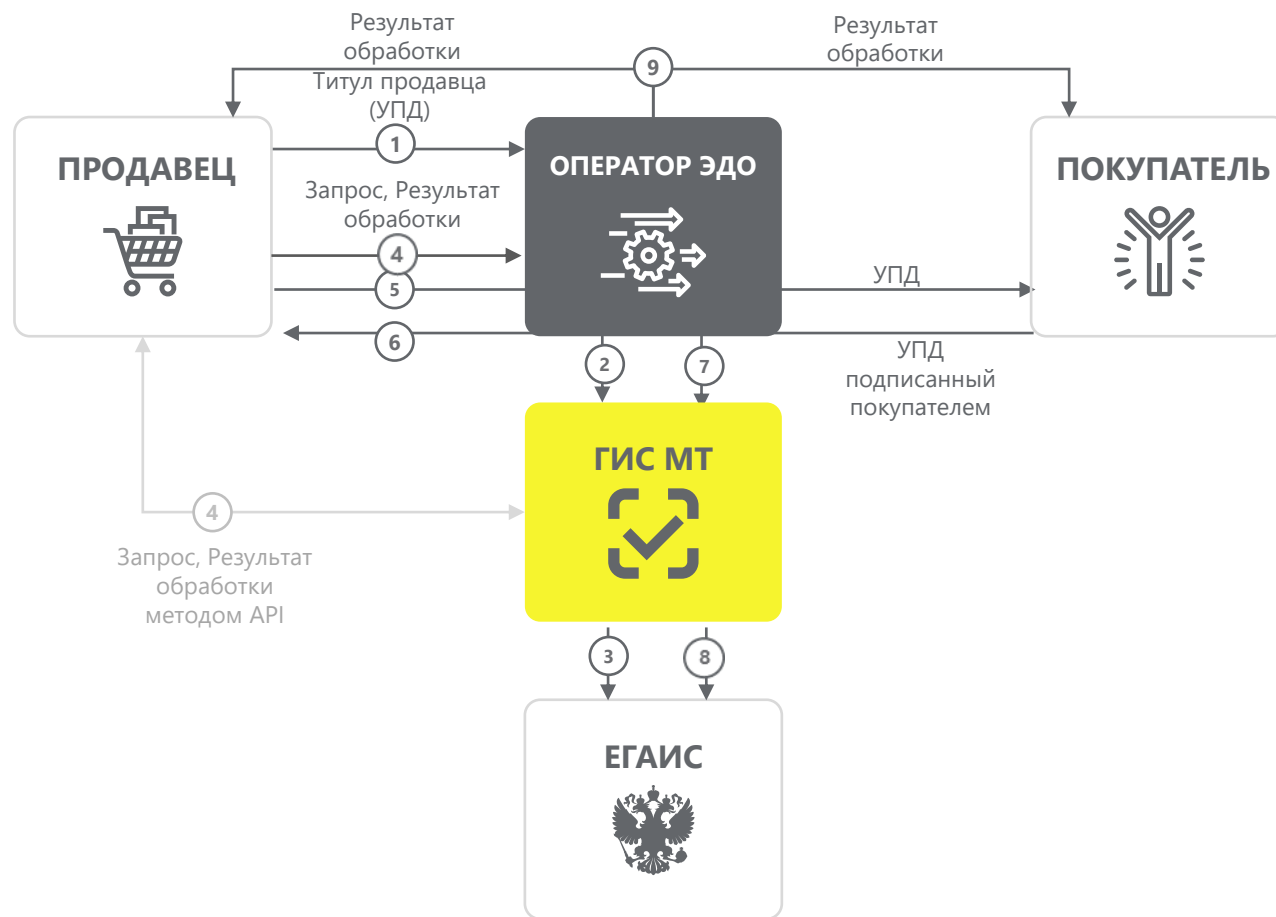 Результат
обработки
Результат
обработки
9
Титул продавца
(УПД)
1
ПРОДАВЕЦ
ОПЕРАТОР ЭДО
ПОКУПАТЕЛЬ
Запрос, Результат
обработки
4
5
УПД
6
УПД
подписанный
покупателем
2
7
ГИС МТ
4
Запрос, Результат
обработки
методом API
3
8
ЕГАИС